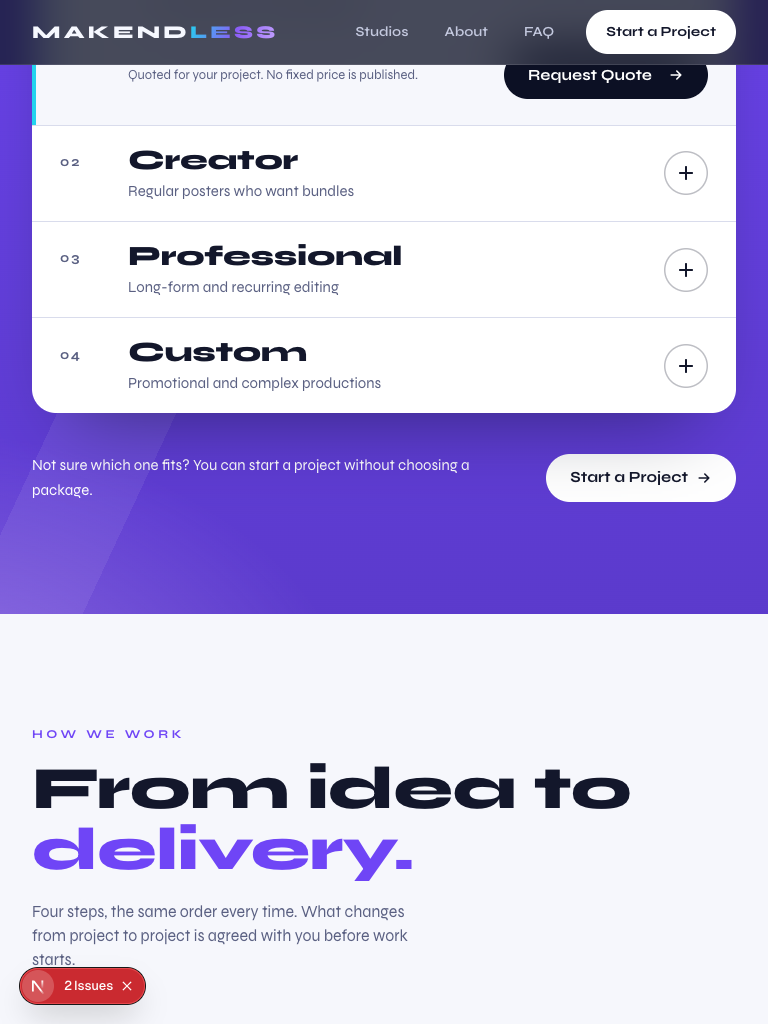 MAKENDLESS
Studios
About
FAQ
Start a Project
Quoted for your project. No fixed price is published.
Request Quote →
02
Creator
Regular posters who want bundles
03
Professional
Long-form and recurring editing
04
Custom
Promotional and complex productions
Not sure which one fits? You can start a project without choosing a
package.
Start a Project →
HOW WE WORK
From idea to
delivery.
Four steps, the same order every time. What changes
from project to project is agreed with you before work
starts.
N 2 Issues